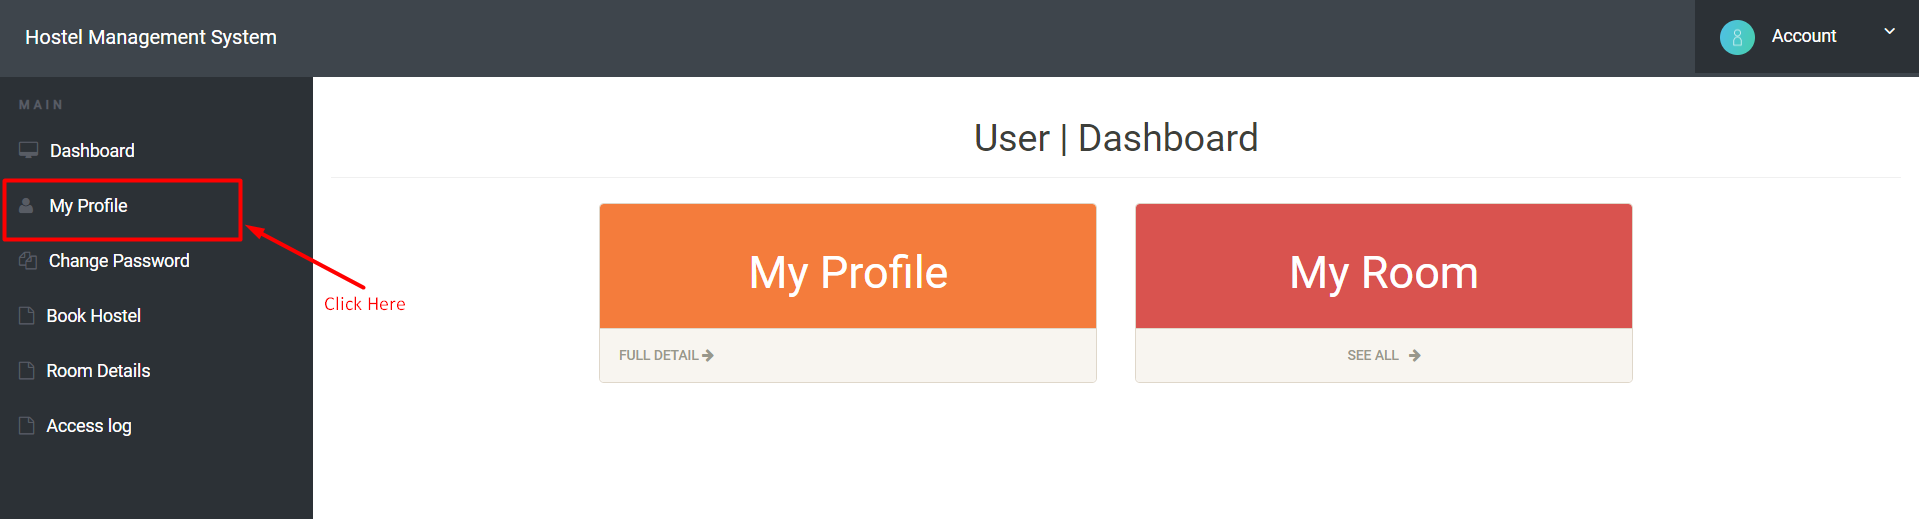 Hostel Management System
Account
MAIN
Dashboard
My Profile
Change Password
Book Hostel
Room Details
Access log
Click Here
User | Dashboard
My Profile
FULL DETAIL
My Room
SEE ALL